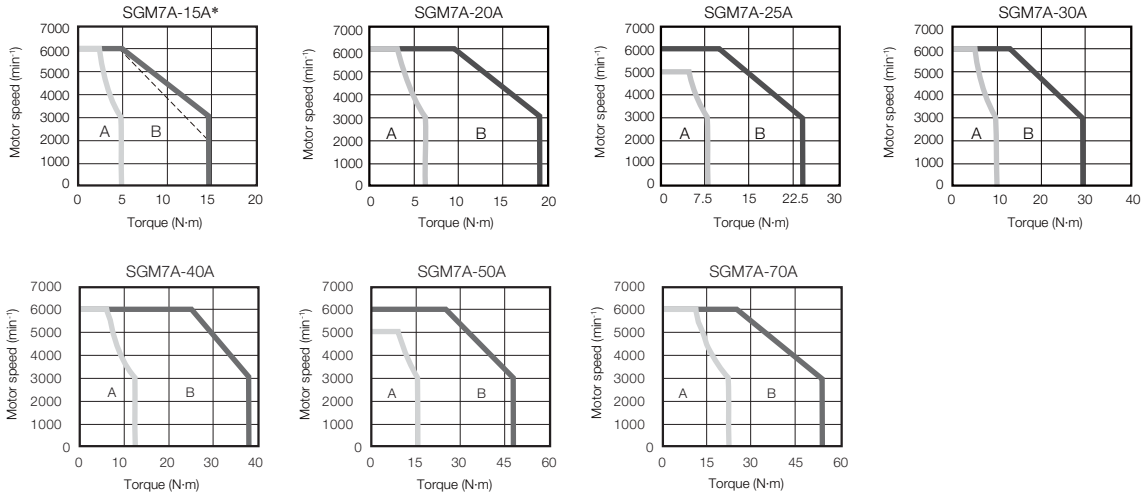 SGM7A-15A*
Motor speed (min⁻¹)
7000
6000
5000
4000
3000
2000
1000
0
A
B
0 5 10 15 20
Torque (N·m)
SGM7A-20A
Motor speed (min⁻¹)
7000
6000
5000
4000
3000
2000
1000
0
A
B
0 5 10 15 20
Torque (N·m)
SGM7A-25A
Motor speed (min⁻¹)
7000
6000
5000
4000
3000
2000
1000
0
A
B
0 7.5 15 22.5 30
Torque (N·m)
SGM7A-30A
Motor speed (min⁻¹)
7000
6000
5000
4000
3000
2000
1000
0
A
B
0 10 20 30 40
Torque (N·m)
SGM7A-40A
Motor speed (min⁻¹)
7000
6000
5000
4000
3000
2000
1000
0
A
B
0 10 20 30 40
Torque (N·m)
SGM7A-50A
Motor speed (min⁻¹)
7000
6000
5000
4000
3000
2000
1000
0
A
B
0 15 30 45 60
Torque (N·m)
SGM7A-70A
Motor speed (min⁻¹)
7000
6000
5000
4000
3000
2000
1000
0
A
B
0 15 30 45 60
Torque (N·m)